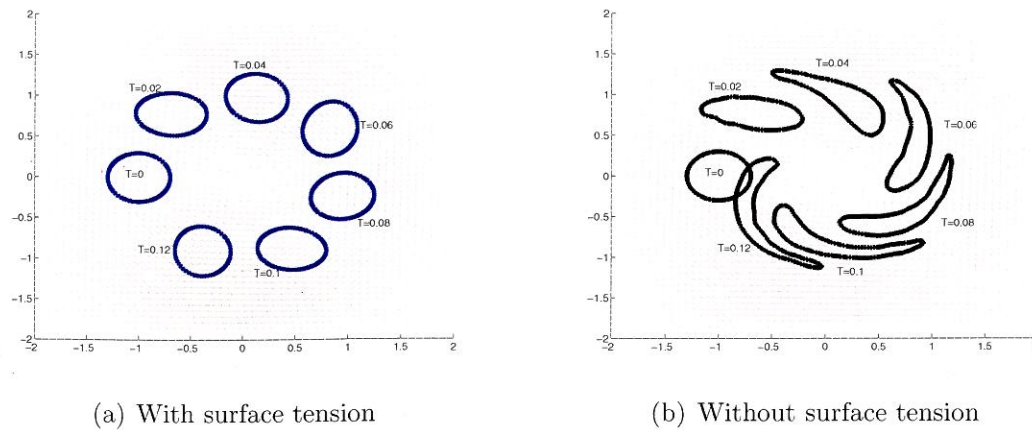 2
1.5
1
0.5
0
−0.5
−1
−1.5
−2
−2 −1.5 −1 −0.5 0 0.5 1 1.5 2
T=0.04
T=0.02
T=0.06
T=0
T=0.08
T=0.12
T=0.1
(a) With surface tension
2
1.5
1
0.5
0
−0.5
−1
−1.5
−2
−2 −1.5 −1 −0.5 0 0.5 1 1.5 2
T=0.04
T=0.02
T=0.06
T=0
T=0.08
T=0.12
T=0.1
(b) Without surface tension